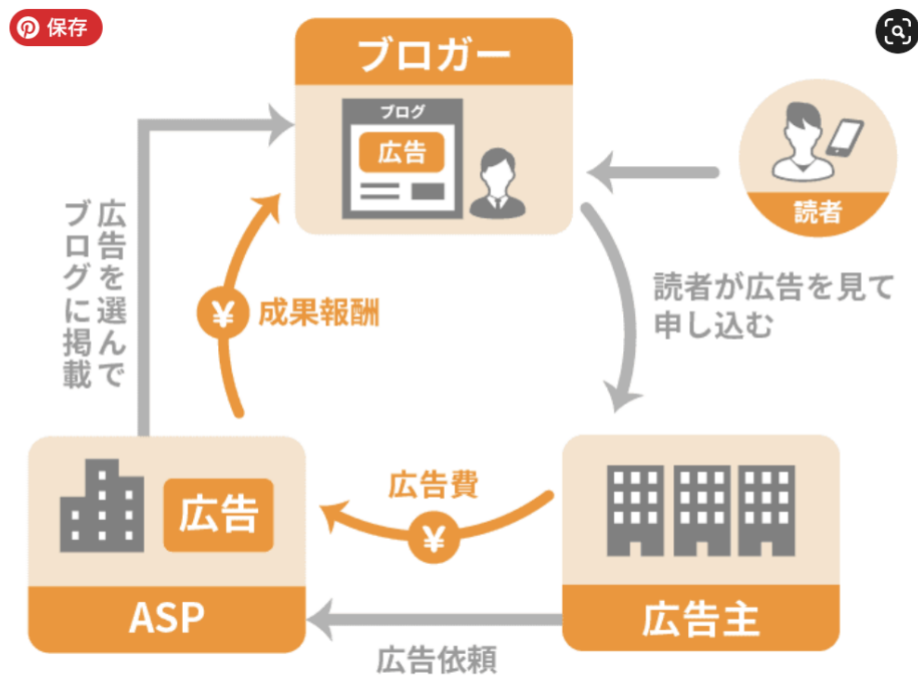 保存
ブロガー
ブログ
広告
読者
広告を選んで
ブログに掲載
成果報酬
¥
読者が広告を見て
申し込む
広告費
¥
広告
ASP
広告主
広告依頼